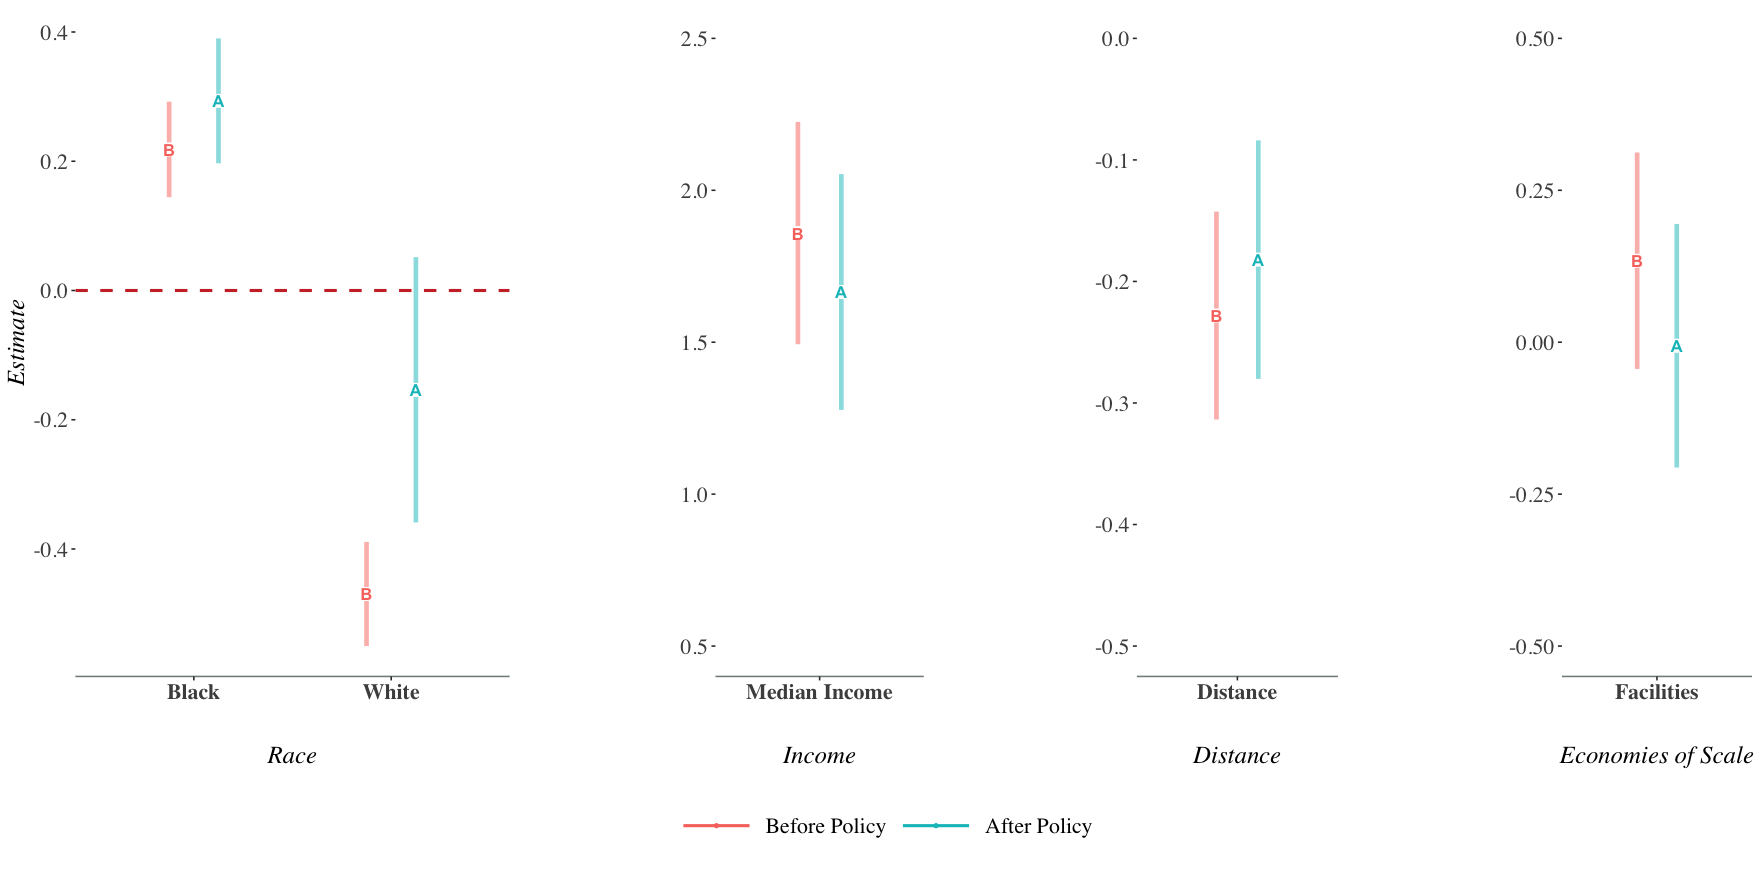 Estimate
0.4
0.2
0.0
-0.2
-0.4
B
A
B
A
Black
White
Race
2.5
2.0
1.5
1.0
0.5
B
A
Median Income
Income
0.0
-0.1
-0.2
-0.3
-0.4
-0.5
B
A
Distance
Distance
0.50
0.25
0.00
-0.25
-0.50
B
A
Facilities
Economies of Scale
Before Policy
After Policy